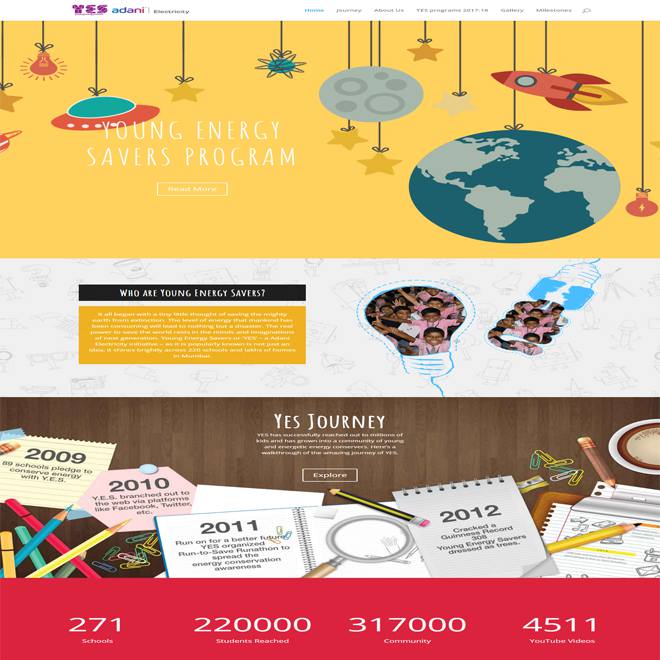 YES adani Electricity
Home Journey About Us YES programs 2017-18 Gallery Milestones
YOUNG ENERGY
SAVERS PROGRAM
Read More
Who are Young Energy Savers?
It all began with a tiny little thought of saving the mighty
earth from extinction. The level of energy that mankind has
been consuming will lead to nothing but a disaster. The real
power to save the world rests in the minds and imaginations
of next generation. Young Energy Savers or 'YES' – a Adani
Electricity initiative – as it is popularly known is not just an
idea, it shines brightly across 220 schools and lakhs of homes
in Mumbai.
Yes Journey
YES has successfully reached out to millions of
kids and has grown into a community of young
and energetic energy conservers. Here's a
walkthrough of the amazing journey of YES.
Explore
2009
89 schools pledge to
conserve energy
with Y.E.S.
2010
Y.E.S. branched out to
the web via platforms
like Facebook, Twitter,
etc.
2011
Run on for a better future
YES organized
Run-to-Save Runathon to
spread the
energy conservation
awareness
2012
Cracked a
Guinness Record
308
Young Energy Savers
dressed as trees.
271 220000 317000 4511
Schools Students Reached Community YouTube Videos